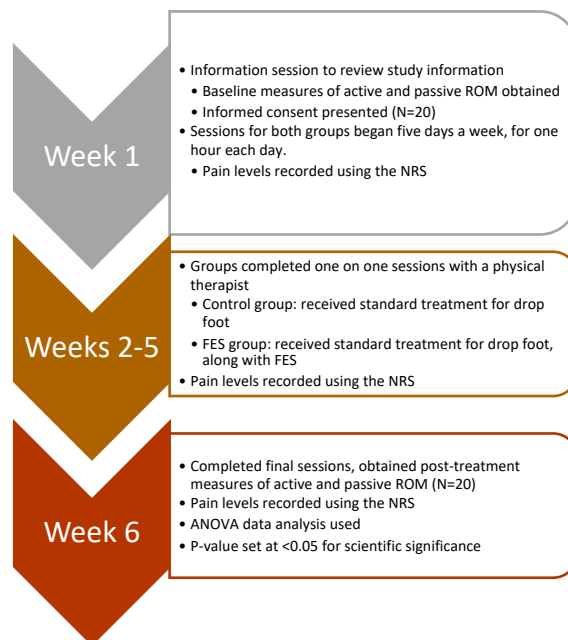 Week 1
• Information session to review study information
• Baseline measures of active and passive ROM obtained
• Informed consent presented (N=20)
• Sessions for both groups began five days a week, for one
hour each day.
• Pain levels recorded using the NRS
Weeks 2-5
• Groups completed one on one sessions with a physical
therapist
• Control group: received standard treatment for drop
foot
• FES group: received standard treatment for drop foot,
along with FES
• Pain levels recorded using the NRS
Week 6
• Completed final sessions, obtained post-treatment
measures of active and passive ROM (N=20)
• Pain levels recorded using the NRS
• ANOVA data analysis used
• P-value set at <0.05 for scientific significance